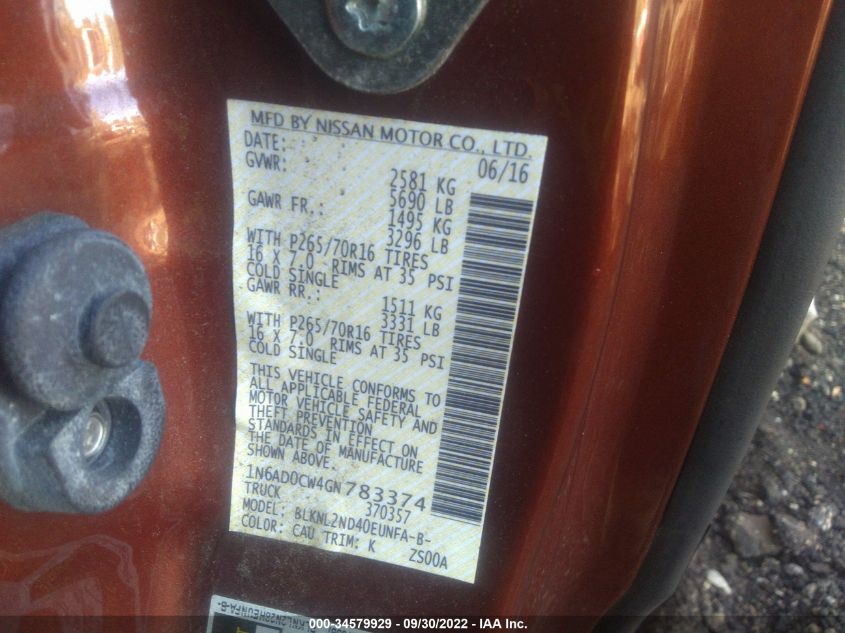 MFD BY NISSAN MOTOR CO., LTD.
DATE: 06/16
GVWR: 2581 KG
5690 LB
GAWR FR.: 1495 KG
3296 LB
WITH P265/70R16 TIRES
16 X 7.0 RIMS AT 35 PSI
COLD SINGLE
GAWR RR.: 1511 KG
3331 LB
WITH P265/70R16 TIRES
16 X 7.0 RIMS AT 35 PSI
COLD SINGLE
THIS VEHICLE CONFORMS TO
ALL APPLICABLE FEDERAL
MOTOR VEHICLE SAFETY AND
THEFT PREVENTION
STANDARDS IN EFFECT ON
THE DATE OF MANUFACTURE
SHOWN ABOVE.
1N6AD0CW4GN783374
TRUCK 370357
MODEL: BLKNL2ND40EUNFA-B-
COLOR: CAU TRIM: K ZS00A
000-34579929 - 09/30/2022 - IAA Inc.